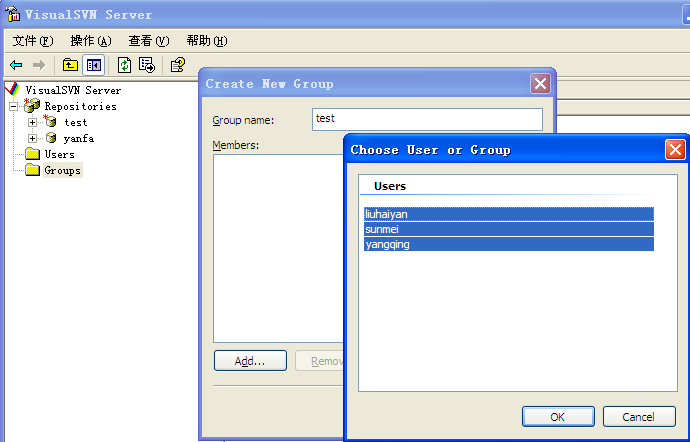 VisualSVN Server
文件(F) 操作(A) 查看(V) 帮助(H)
VisualSVN Server
Repositories
test
yanfa
Users
Groups
Create New Group
Group name: test
Members:
Add... Remov
Choose User or Group
Users
liuhaiyan
sunmei
yangqing
OK Cancel